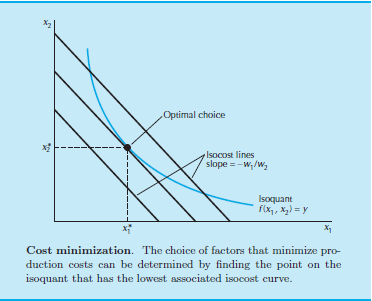 x₂
Optimal choice
x₂*
Isocost lines
slope = –w₁/w₂
Isoquant
f(x₁, x₂) = y
x₁*
x₁
Cost minimization. The choice of factors that minimize pro-
duction costs can be determined by finding the point on the
isoquant that has the lowest associated isocost curve.